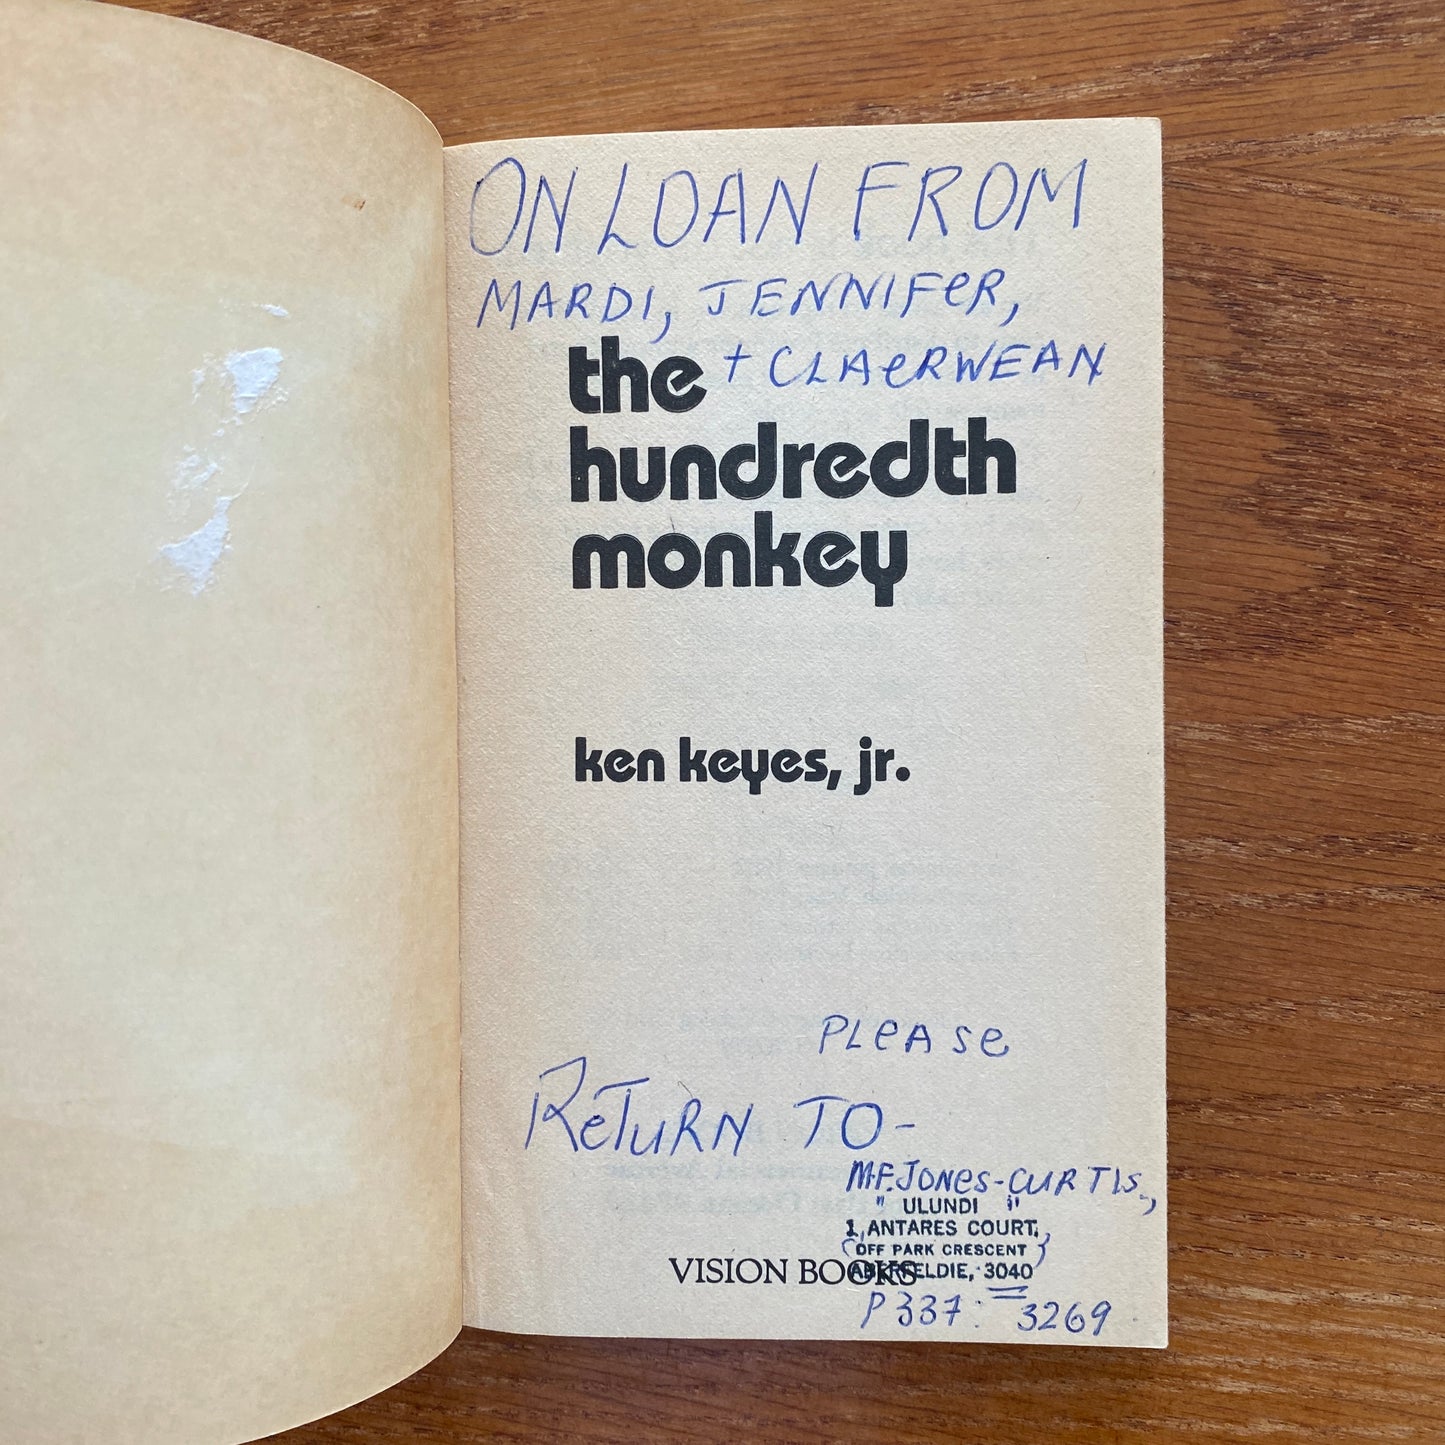 ON LOAN FROM
MARDI, JENNIFeR,
+ CLAeRWEAN
the
hundredth
monkey
ken keyes, jr.
PLeASe
ReTuRN TO-
M.F. JONeS-CURTIS,
" ULUNDI "
1, ANTARES COURT,
(OFF PARK CRESCENT)
ABERFELDIE, 3040
VISION BOOKS
P 337: 3269